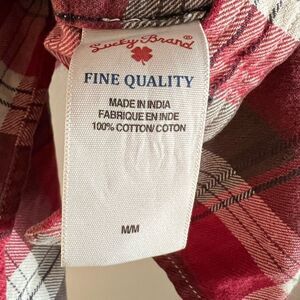 Lucky Brand
FINE QUALITY
MADE IN INDIA
FABRIQUE EN INDE
100% COTTON/COTON
M/M